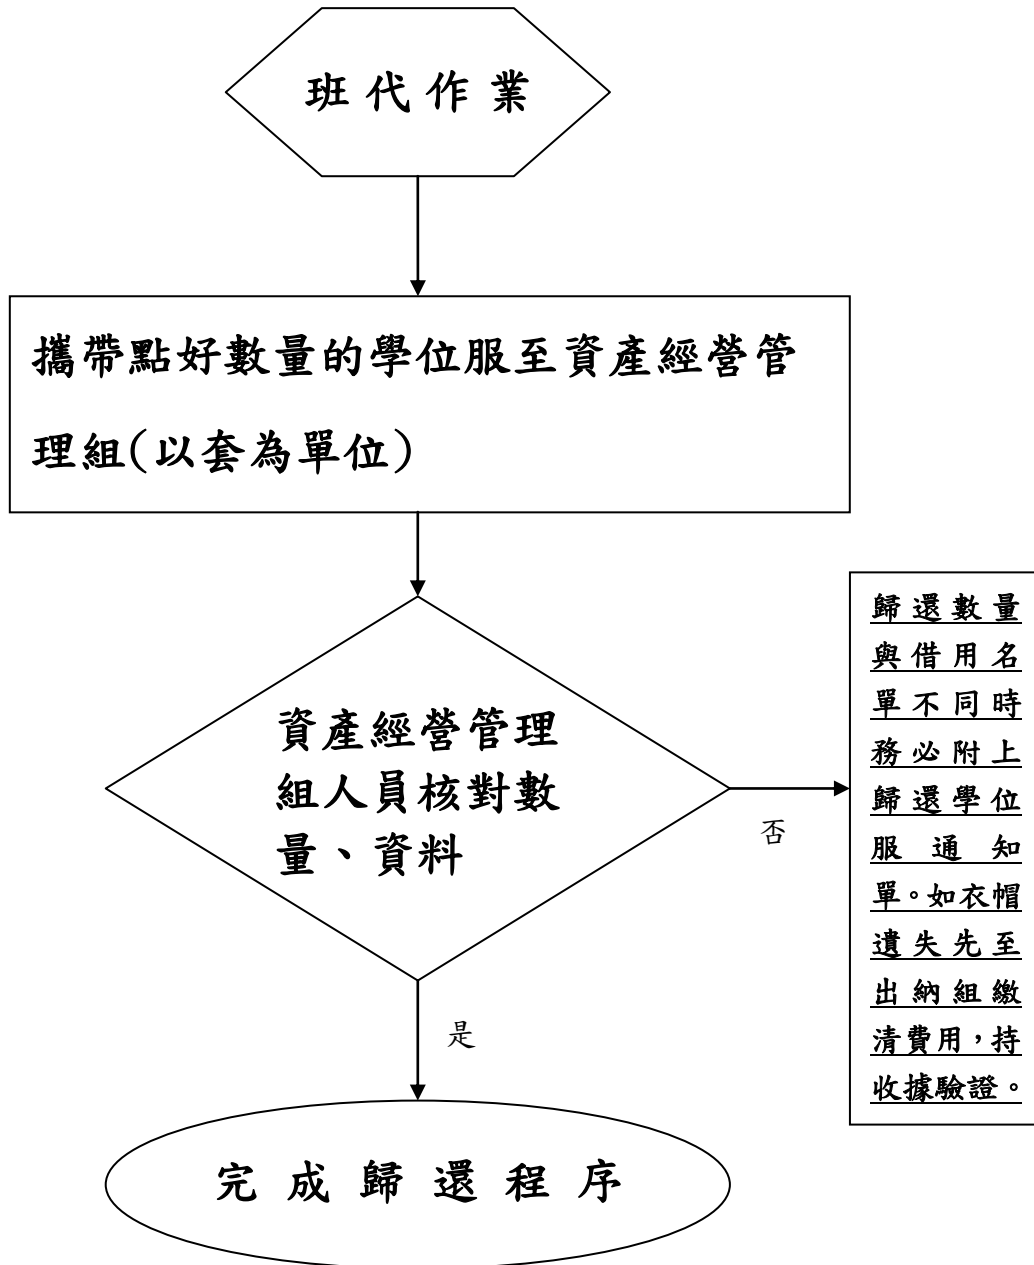 班代作業
攜帶點好數量的學位服至資產經營管
理組(以套為單位)
資產經營管理
組人員核對數
量、資料
否
歸還數量
與借用名
單不同時
務必附上
歸還學位
服通知
單。如衣帽
遺失先至
出納組繳
清費用，持
收據驗證。
是
完成歸還程序